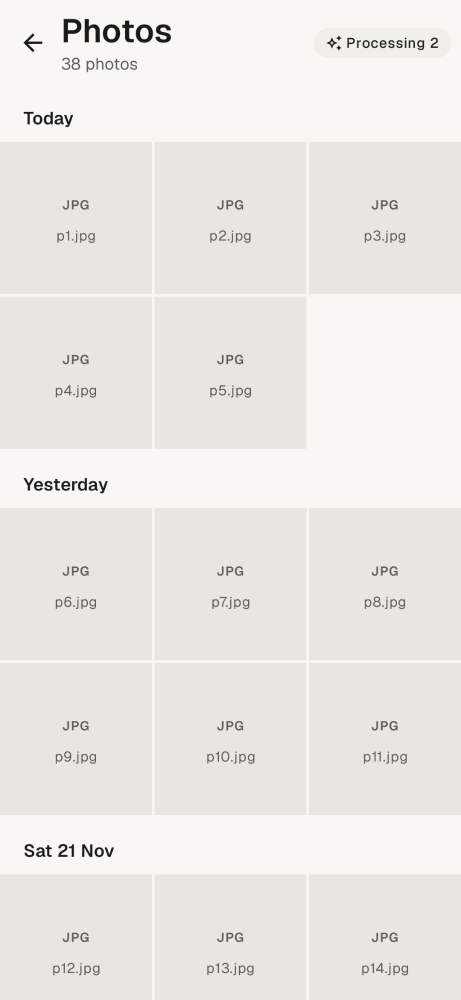 Photos
38 photos
Processing 2
Today
JPG
p1.jpg
JPG
p2.jpg
JPG
p3.jpg
JPG
p4.jpg
JPG
p5.jpg
Yesterday
JPG
p6.jpg
JPG
p7.jpg
JPG
p8.jpg
JPG
p9.jpg
JPG
p10.jpg
JPG
p11.jpg
Sat 21 Nov
JPG
p12.jpg
JPG
p13.jpg
JPG
p14.jpg